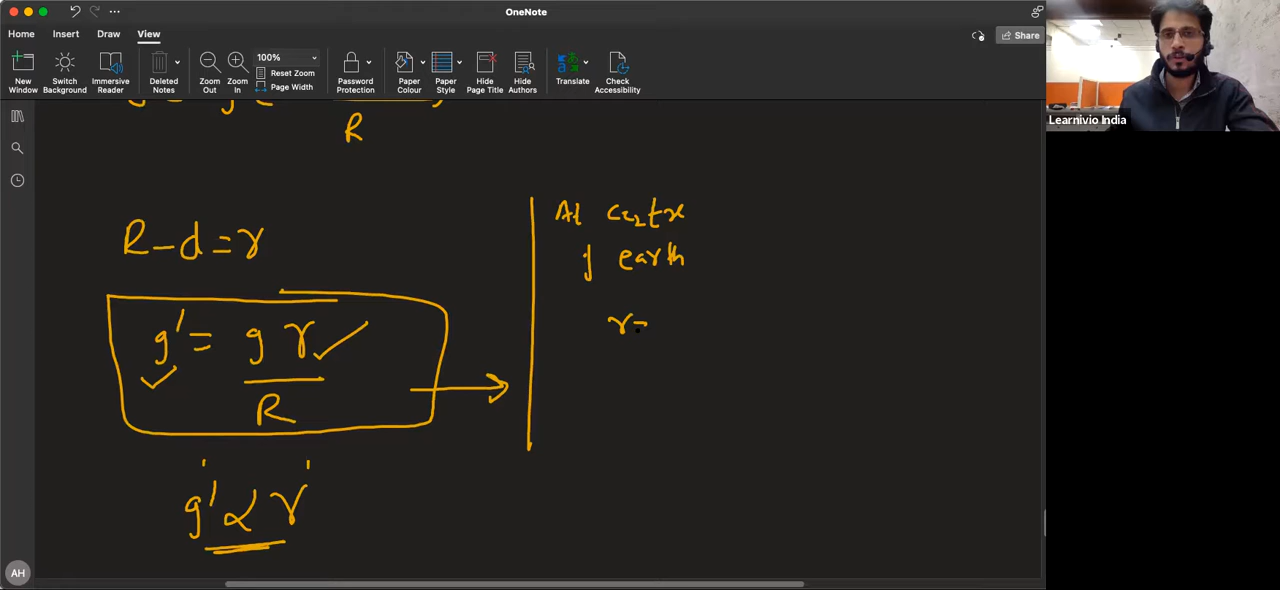 OneNote
Home Insert Draw View
Share
New Window
Switch Background
Immersive Reader
Deleted Notes
Zoom Out
Zoom In
100%
Reset Zoom
Page Width
Password Protection
Paper Colour
Paper Style
Hide Page Title
Hide Authors
Translate
Check Accessibility
Learnivio India
R
R-d=r
g' = g r
R
g' ∝ r
At
earth
r=
AH